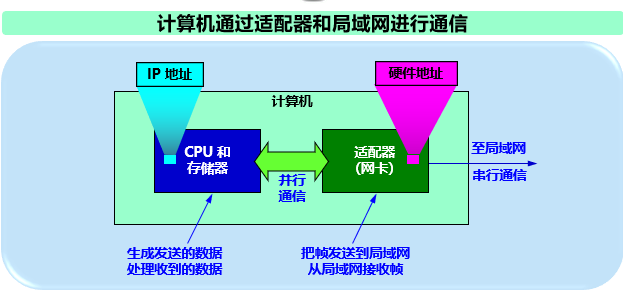 计算机通过适配器和局域网进行通信
IP 地址
硬件地址
计算机
CPU 和
存储器
适配器
(网卡)
并行
通信
至局域网
串行通信
生成发送的数据
处理收到的数据
把帧发送到局域网
从局域网接收帧